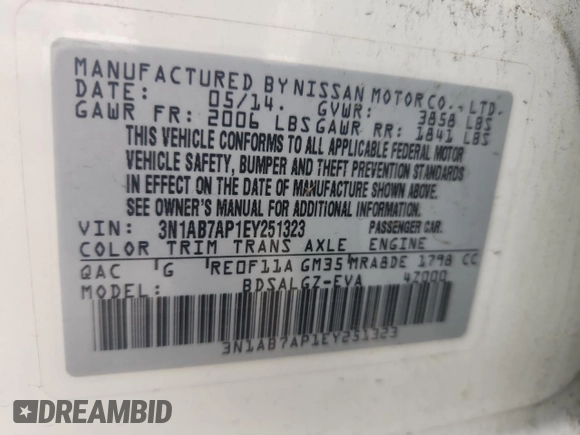 MANUFACTURED BY NISSAN MOTOR CO., LTD.
DATE: 05/14. GVWR: 3858 LBS
GAWR FR: 2006 LBS GAWR RR: 1841 LBS
THIS VEHICLE CONFORMS TO ALL APPLICABLE FEDERAL MOTOR
VEHICLE SAFETY, BUMPER AND THEFT PREVENTION STANDARDS
IN EFFECT ON THE DATE OF MANUFACTURE SHOWN ABOVE.
SEE OWNER'S MANUAL FOR ADDITIONAL INFORMATION.
VIN: 3N1AB7AP1EY251323 PASSENGER CAR.
COLOR TRIM TRANS AXLE ENGINE
QAC G RE0F11A GM35 MRA8DE 1798 CC
MODEL: BDSALGZ-EVA 47000
3N1AB7AP1EY251323
DREAMBID